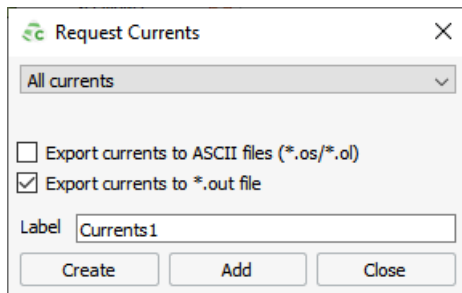 Request Currents
All currents
Export currents to ASCII files (*.os/*.ol)
Export currents to *.out file
Label Currents1
Create Add Close